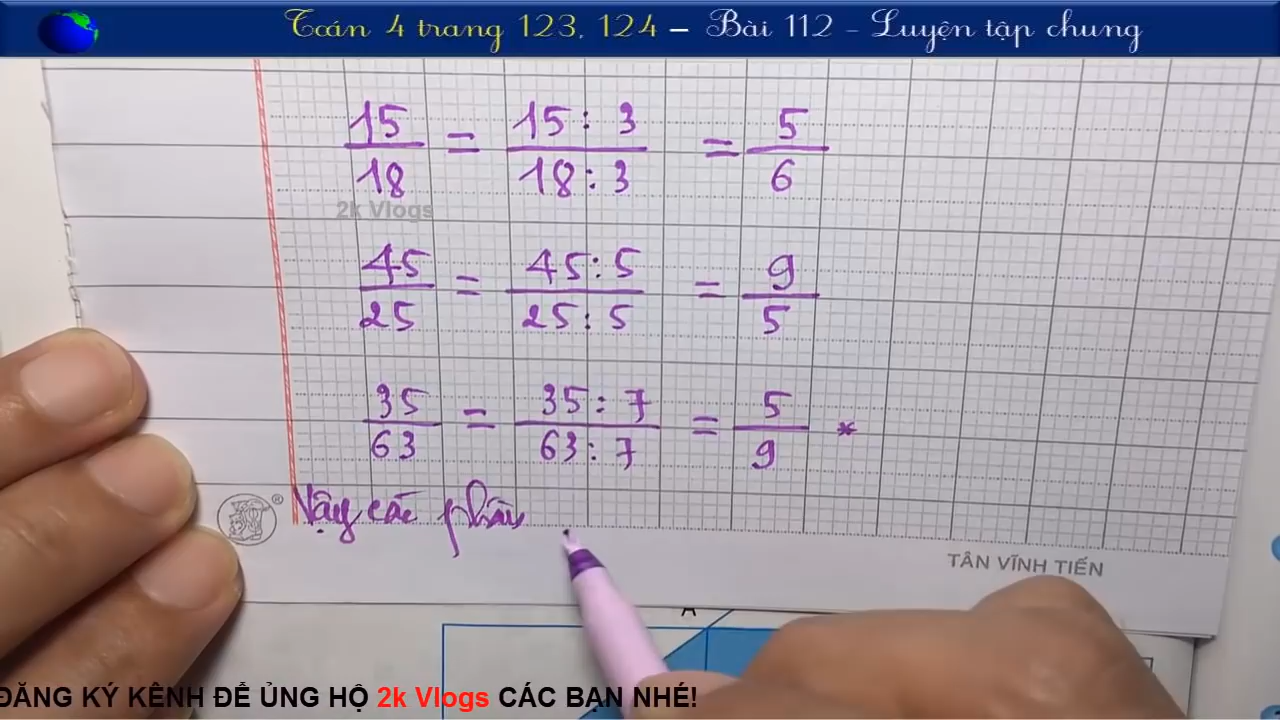 Toán 4 trang 123, 124 – Bài 112 - Luyện tập chung
15/18 = 15 : 3/18 : 3 = 5/6
2k Vlogs
45/25 = 45 : 5/25 : 5 = 9/5
35/63 = 35 : 7/63 : 7 = 5/9 *
Vậy các phân
TÂN VĨNH TIẾN
A
ĐĂNG KÝ KÊNH ĐỂ ỦNG HỘ 2k Vlogs CÁC BẠN NHÉ!